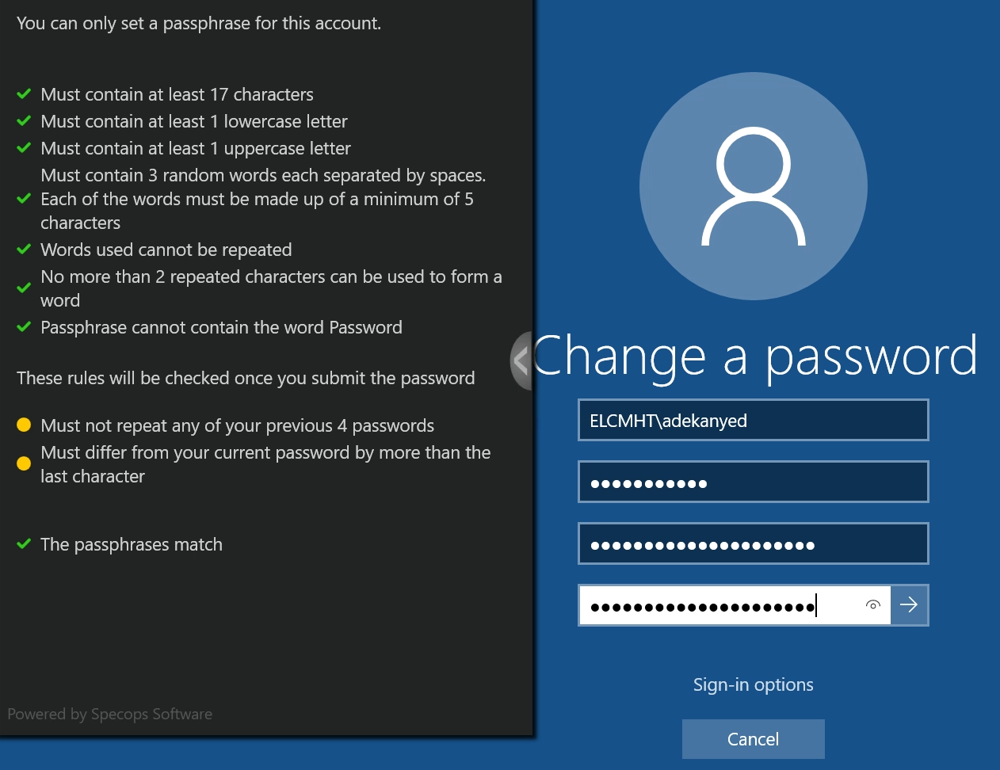 You can only set a passphrase for this account.
Must contain at least 17 characters
Must contain at least 1 lowercase letter
Must contain at least 1 uppercase letter
Must contain 3 random words each separated by spaces.
Each of the words must be made up of a minimum of 5
characters
Words used cannot be repeated
No more than 2 repeated characters can be used to form a
word
Passphrase cannot contain the word Password
These rules will be checked once you submit the password
Must not repeat any of your previous 4 passwords
Must differ from your current password by more than the
last character
The passphrases match
Powered by Specops Software
Change a password
ELCMHT\adekanyed
Sign-in options
Cancel